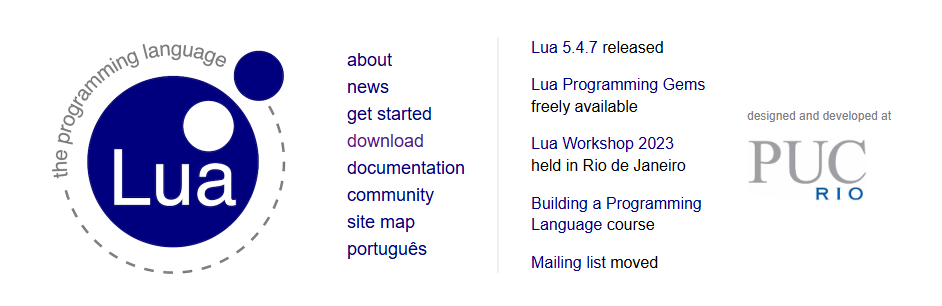 the programming language
Lua
about
news
get started
download
documentation
community
site map
português
Lua 5.4.7 released
Lua Programming Gems
freely available
Lua Workshop 2023
held in Rio de Janeiro
Building a Programming
Language course
Mailing list moved
designed and developed at
PUC
RIO